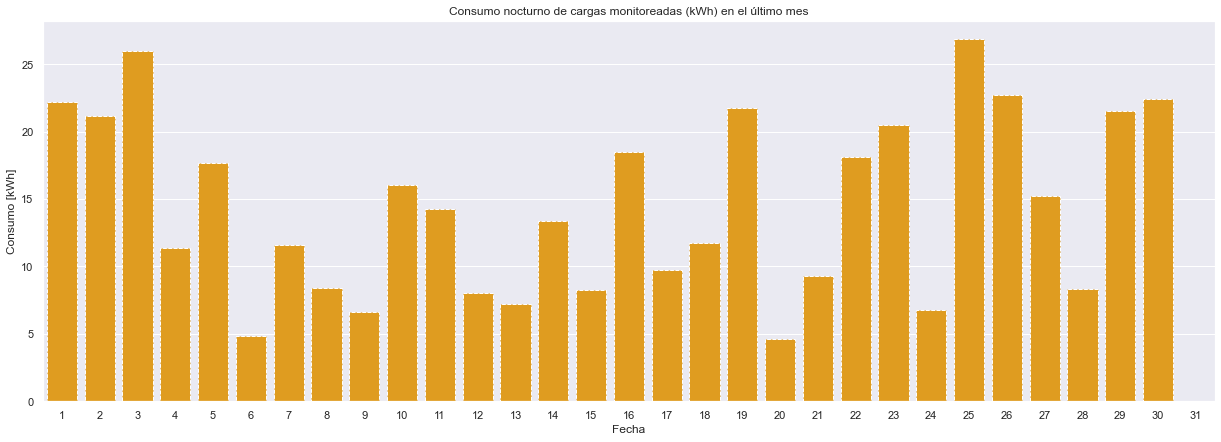 Consumo nocturno de cargas monitoreadas (kWh) en el último mes
Consumo [kWh]
25
20
15
10
5
0
1 2 3 4 5 6 7 8 9 10 11 12 13 14 15 16 17 18 19 20 21 22 23 24 25 26 27 28 29 30 31
Fecha